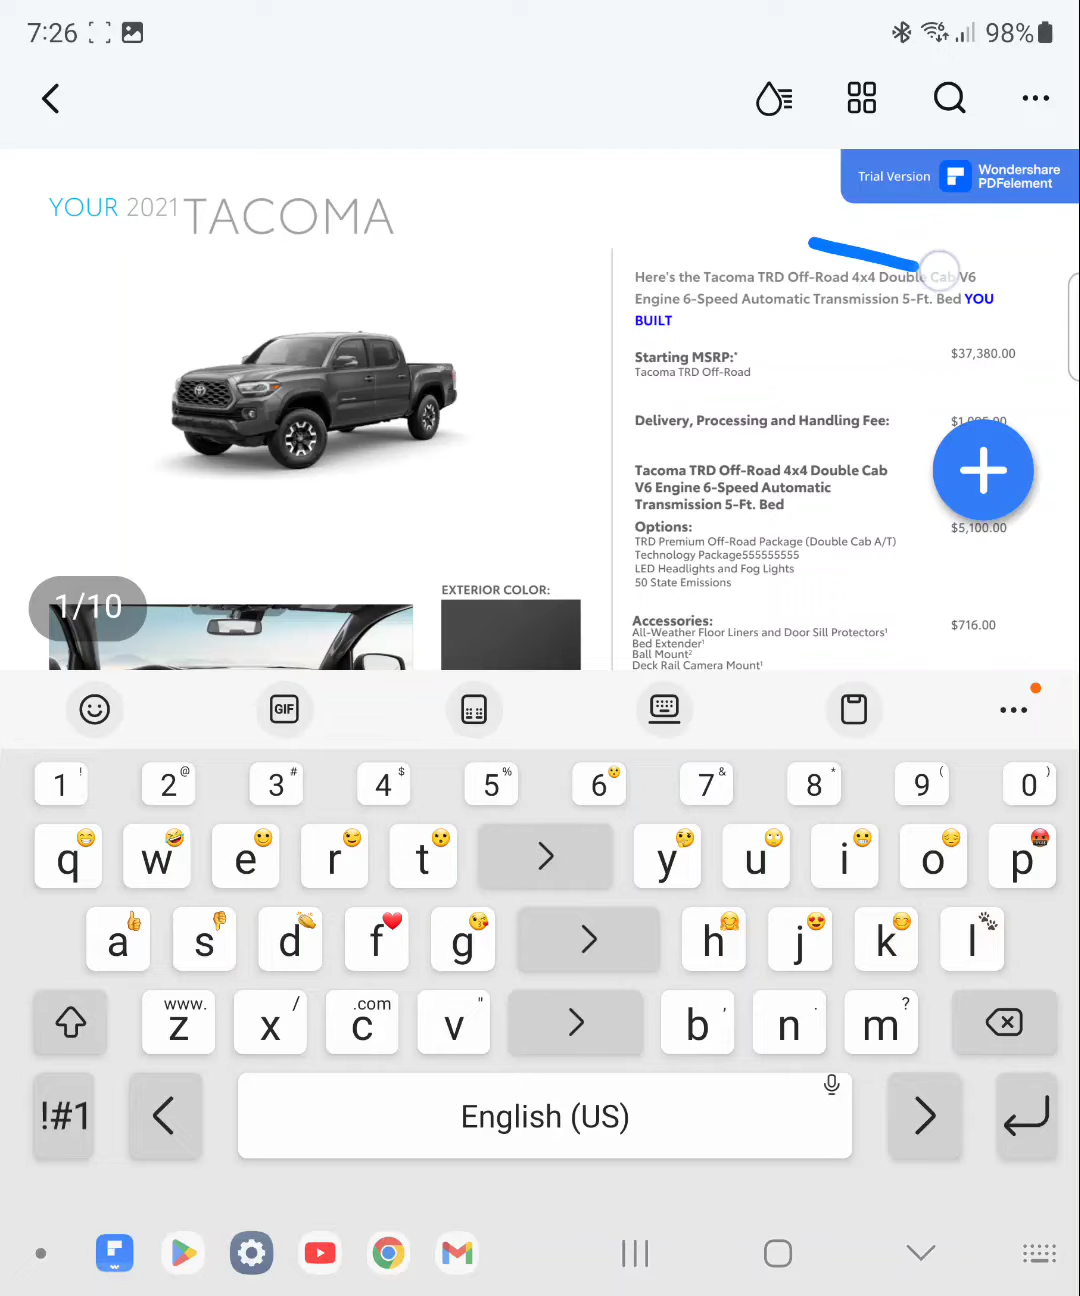 7:26
98%
Trial Version
Wondershare
PDFelement
YOUR 2021 TACOMA
Here's the Tacoma TRD Off-Road 4x4 Double Cab V6
Engine 6-Speed Automatic Transmission 5-Ft. Bed YOU
BUILT
Starting MSRP:* $37,380.00
Tacoma TRD Off-Road
Delivery, Processing and Handling Fee:
Tacoma TRD Off-Road 4x4 Double Cab
V6 Engine 6-Speed Automatic
Transmission 5-Ft. Bed
Options: $5,100.00
TRD Premium Off-Road Package (Double Cab A/T)
Technology Package555555555
LED Headlights and Fog Lights
50 State Emissions
1/10
EXTERIOR COLOR:
Accessories: $716.00
All-Weather Floor Liners and Door Sill Protectors¹
Bed Extender¹
Ball Mount²
Deck Rail Camera Mount¹
GIF
1 ! 2 @ 3 # 4 $ 5 % 6 7 & 8 * 9 ( 0 )
q w e r t y u i o p
a s d f g h j k l
www. z / x .com c " v , b . n ? m
!#1 English (US)